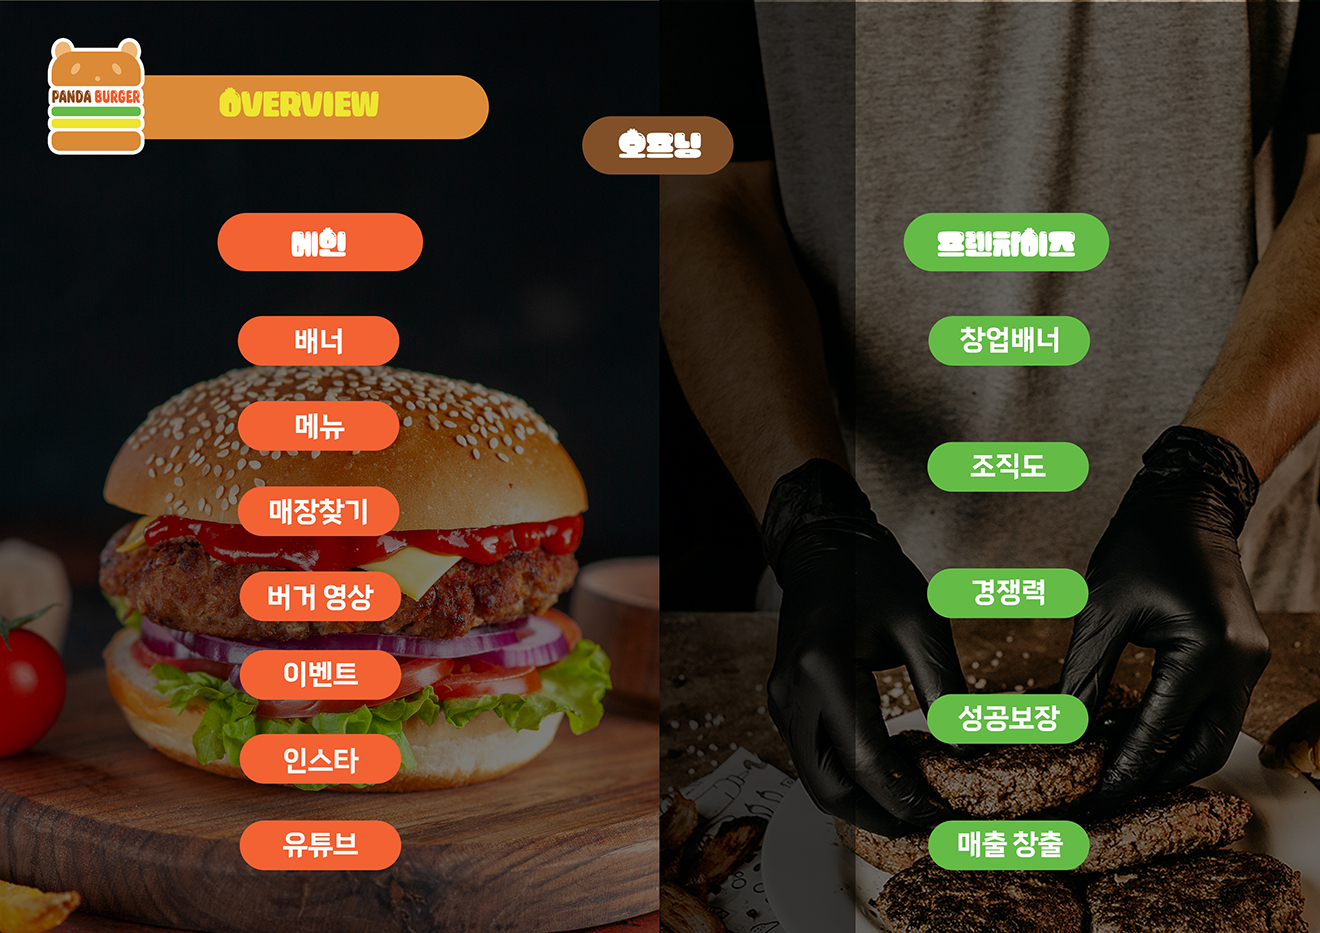 PANDA BURGER
OVERVIEW
오프닝
메인
배너
메뉴
매장찾기
버거 영상
이벤트
인스타
유튜브
프렌차이즈
창업배너
조직도
경쟁력
성공보장
매출 창출